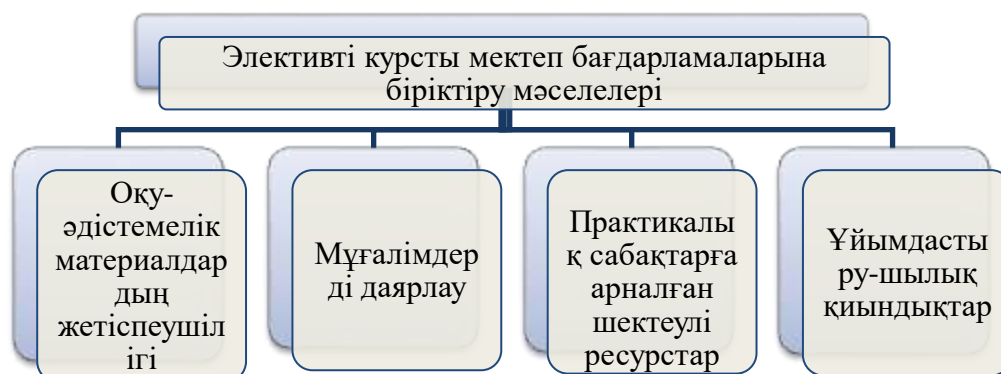 Элективті курсты мектеп бағдарламаларына
біріктіру мәселелері
Оқу-
әдістемелік
материалдар
дың
жетіспеушіл
ігі
Мұғалімдер
ді даярлау
Практикалы
қ сабақтарға
арналған
шектеулі
ресурстар
Ұйымдасты
ру-шылық
қиындықтар